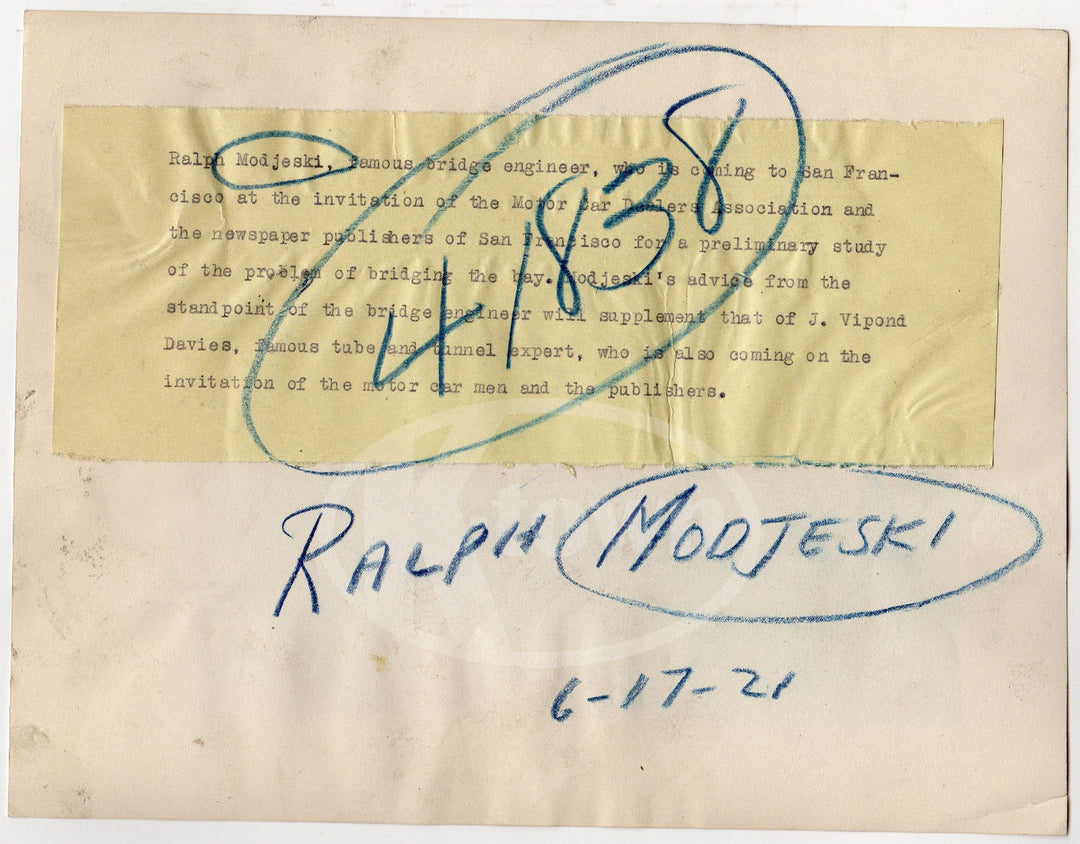 Ralph Modjeski, famous bridge engineer, who is coming to San Fran-
cisco at the invitation of the Motor Car Dealers Association and
the newspaper publishers of San Francisco for a preliminary study
of the problem of bridging the bay. Modjeski's advice from the
standpoint of the bridge engineer will supplement that of J. Vipond
Davies, famous tube and tunnel expert, who is also coming on the
invitation of the motor car men and the publishers.
41838
RALPH MODJESKI
6-17-21